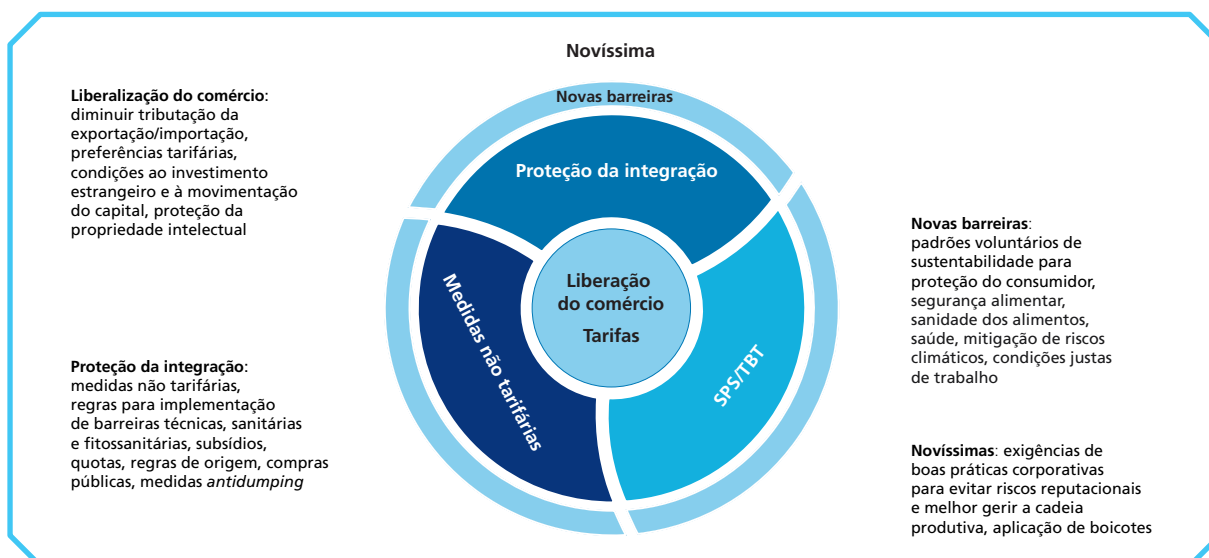 Novíssima
Novas barreiras
Proteção da integração
Medidas não tarifárias
SPS/TBT
Liberação
do comércio
Tarifas
Liberalização do comércio:
diminuir tributação da
exportação/importação,
preferências tarifárias,
condições ao investimento
estrangeiro e à movimentação
do capital, proteção da
propriedade intelectual
Proteção da integração:
medidas não tarifárias,
regras para implementação
de barreiras técnicas, sanitárias
e fitossanitárias, subsídios,
quotas, regras de origem, compras
públicas, medidas antidumping
Novas barreiras:
padrões voluntários de
sustentabilidade para
proteção do consumidor,
segurança alimentar,
sanidade dos alimentos,
saúde, mitigação de riscos
climáticos, condições justas
de trabalho
Novíssimas: exigências de
boas práticas corporativas
para evitar riscos reputacionais
e melhor gerir a cadeia
produtiva, aplicação de boicotes